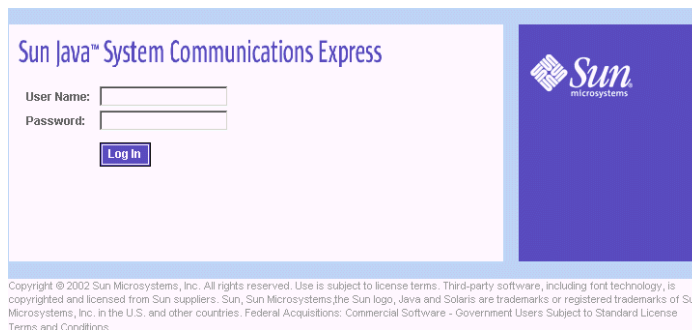 Sun Java™ System Communications Express
User Name:
Password:
Log In
Sun
microsystems
Copyright © 2002 Sun Microsystems, Inc. All rights reserved. Use is subject to license terms. Third-party software, including font technology, is
copyrighted and licensed from Sun suppliers. Sun, Sun Microsystems,the Sun logo, Java and Solaris are trademarks or registered trademarks of
Microsystems, Inc. in the U.S. and other countries. Federal Acquisitions: Commercial Software - Government Users Subject to Standard License
Terms and Conditions